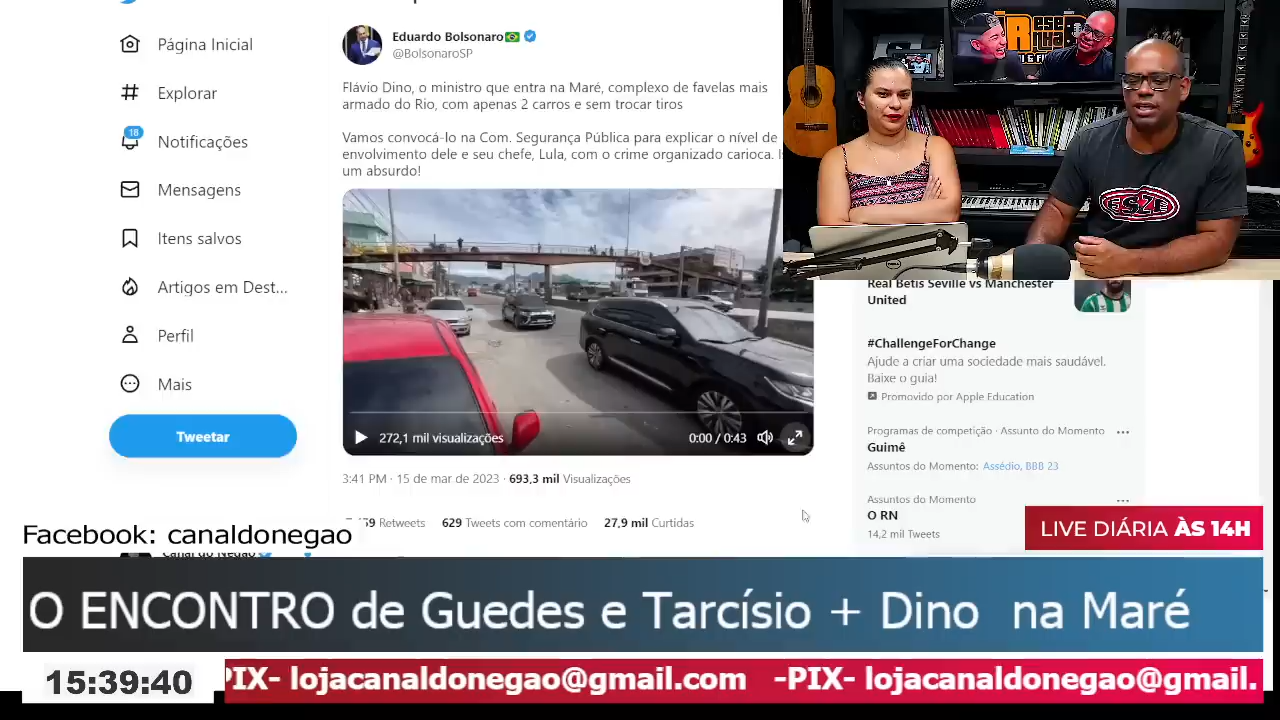 Página Inicial
Explorar
18
Notificações
Mensagens
Itens salvos
Artigos em Dest...
Perfil
Mais
Tweetar
Eduardo Bolsonaro
@BolsonaroSP
Flávio Dino, o ministro que entra na Maré, complexo de favelas mais
armado do Rio, com apenas 2 carros e sem trocar tiros
Vamos convocá-lo na Com. Segurança Pública para explicar o nível de
envolvimento dele e seu chefe, Lula, com o crime organizado carioca.
um absurdo!
272,1 mil visualizações
0:00 / 0:43
3:41 PM · 15 de mar de 2023 · 693,3 mil Visualizações
Retweets 629 Tweets com comentário 27,9 mil Curtidas
Real Betis Seville vs Manchester
United
#ChallengeForChange
Ajude a criar uma sociedade mais saudável.
Baixe o guia!
Promovido por Apple Education
Programas de competição · Assunto do Momento
Guimê
Assuntos do Momento: Assédio, BBB 23
Assuntos do Momento
O RN
14,2 mil Tweets
LIVE DIÁRIA ÀS 14H
Facebook: canaldonegao
Canal do Negão
O ENCONTRO de Guedes e Tarcísio + Dino na Maré
15:39:40
PIX- lojacanaldonegao@gmail.com -PIX- lojacanaldonegao@gmail.